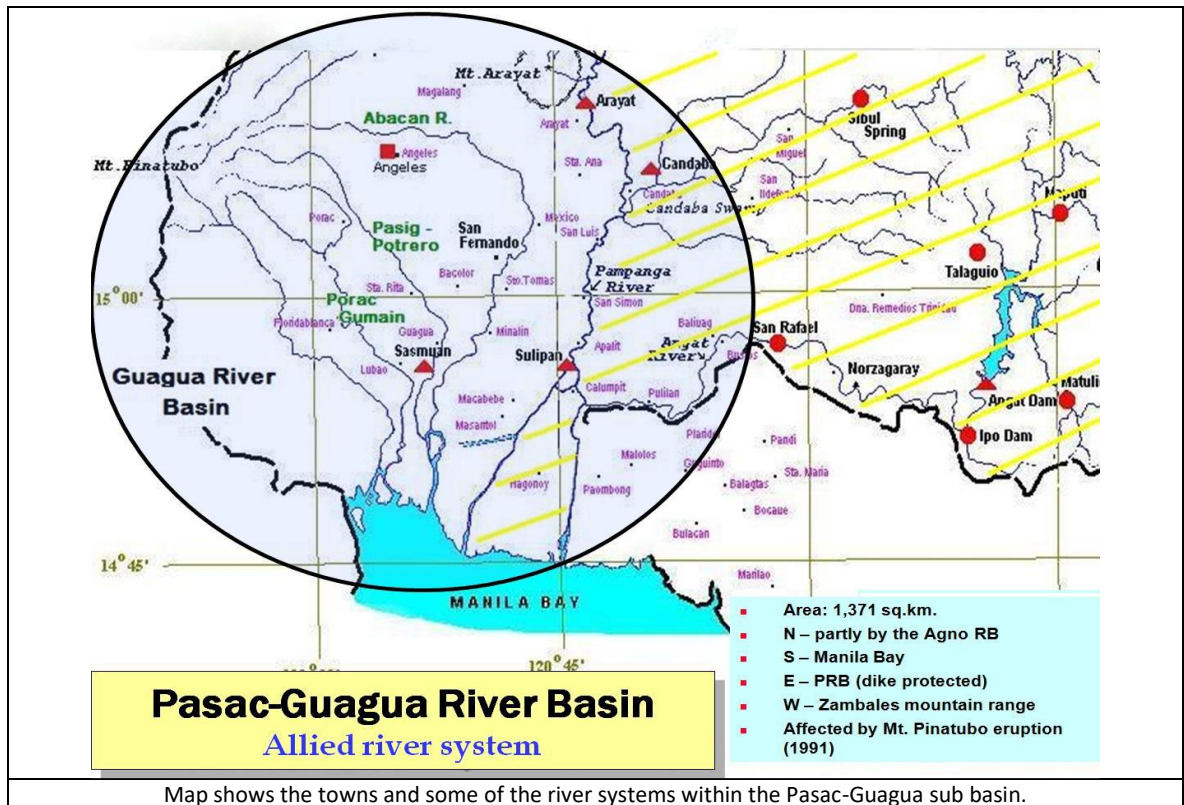 Mt.Arayat
Magalang
Arayat
Abacan R.
Arayat
Sibul
Spring
Angeles
Angeles
Mt.Pinatubo
Sta. Ana
Candaba
San
Miguel
San
Candaba
Candaba Swamp
Porac
Pasig -
Potrero
San
Fernando
Mexico
San Luis
Talaguio
Bacolor
Sto.Tomas
Pampanga
River
Sta. Rita
15°00'
San Simon
Dna. Remedios Trinidad
Porac
Gumain
Floridablanca
Guagua
Minalin
Baliuag
San Rafael
Angat
River
Bustos
Apalit
Sasmuan
Sulipan
Lubao
Norzagaray
Guagua River
Basin
Calumpit
Pulilan
Angat Dam
Macabebe
Masantol
Ipo Dam
Plaridel
Pandi
Malolos
Guiguinto
Sta. Maria
Hagonoy
Paombong
Balagtas
Bocaue
Bulacan
14°45'
Marilao
MANILA BAY
120°45'
Pasac-Guagua River Basin
Allied river system
Area: 1,371 sq.km.
N – partly by the Agno RB
S – Manila Bay
E – PRB (dike protected)
W – Zambales mountain range
Affected by Mt. Pinatubo eruption
(1991)
Map shows the towns and some of the river systems within the Pasac-Guagua sub basin.